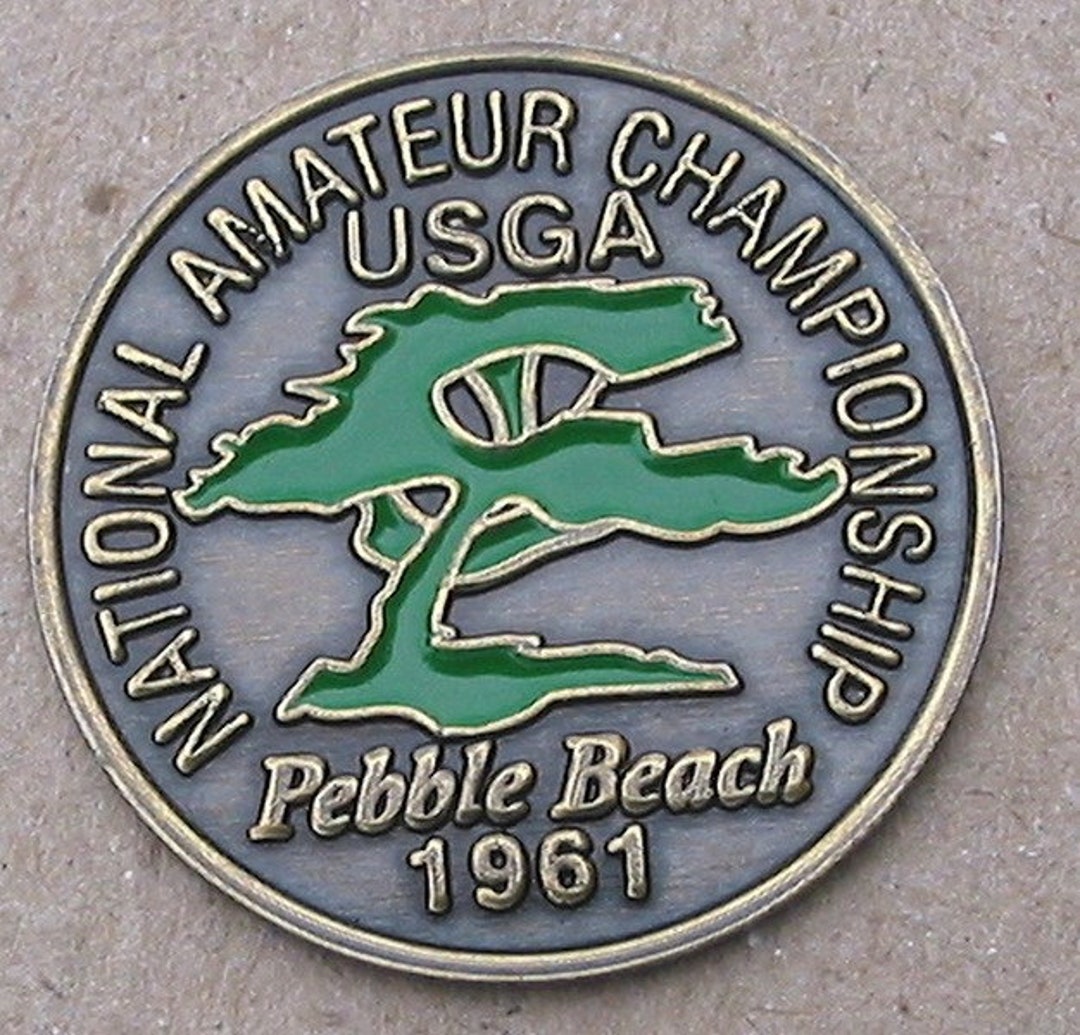 NATIONAL AMATEUR CHAMPIONSHIP
USGA
Pebble Beach
1961